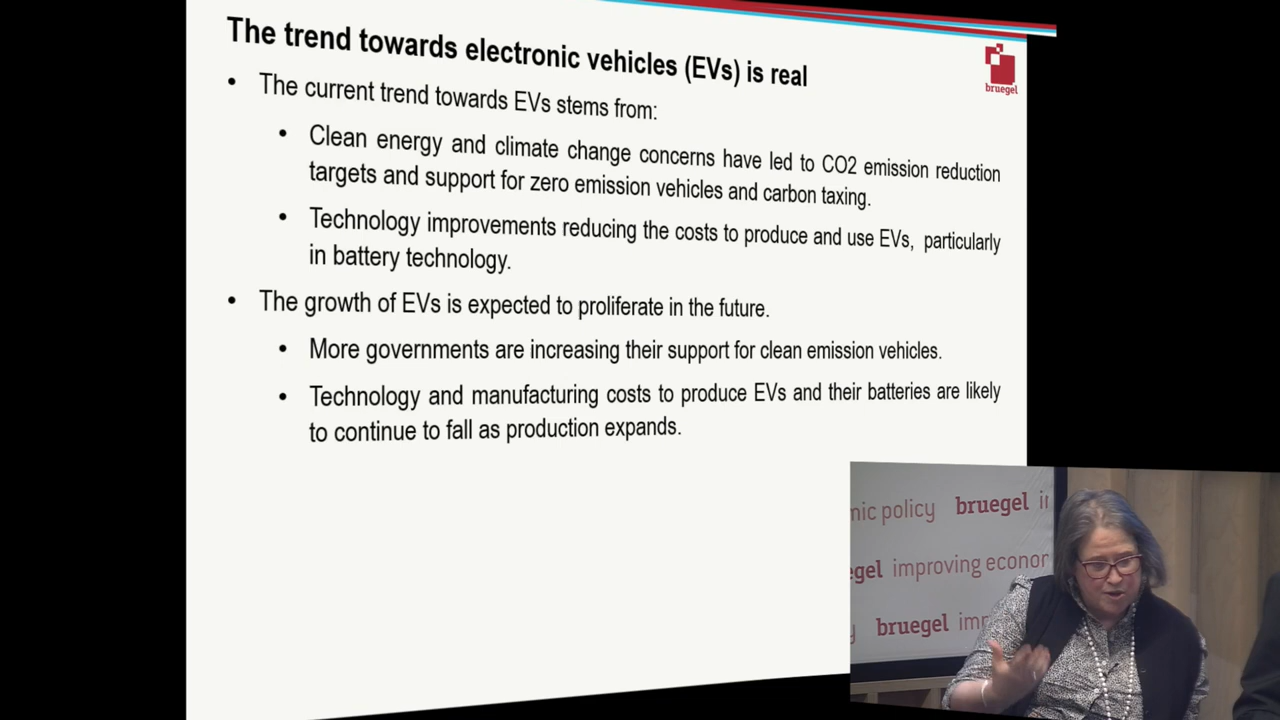 The trend towards electronic vehicles (EVs) is real
bruegel
The current trend towards EVs stems from:
Clean energy and climate change concerns have led to CO2 emission reduction
targets and support for zero emission vehicles and carbon taxing.
Technology improvements reducing the costs to produce and use EVs, particularly
in battery technology.
The growth of EVs is expected to proliferate in the future.
More governments are increasing their support for clean emission vehicles.
Technology and manufacturing costs to produce EVs and their batteries are likely
to continue to fall as production expands.
policy bruegel
improving
bruegel